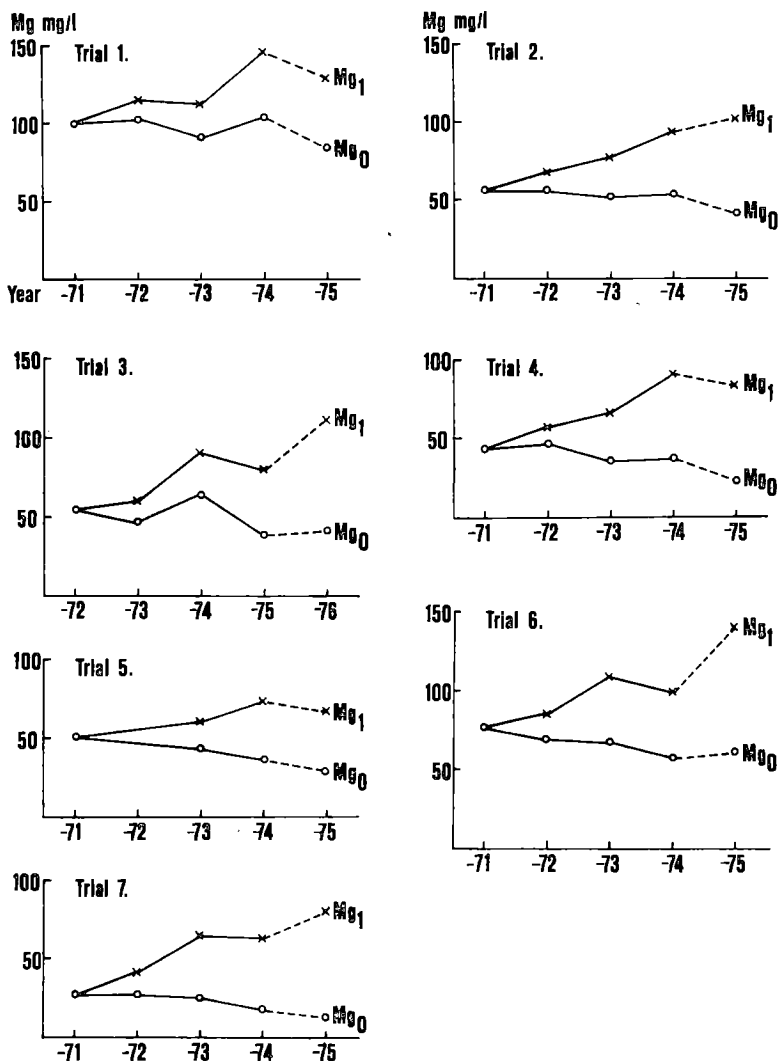 Mg mg/l
150
Trial 1.
Mg1
100
Mg0
50
Year -71 -72 -73 -74 -75
150
Trial 2.
100
Mg1
50
Mg0
-71 -72 -73 -74 -75
150
Trial 3.
Mg1
100
50
Mg0
-72 -73 -74 -75 -76
100
Trial 4.
Mg1
50
Mg0
-71 -72 -73 -74 -75
100
Trial 5.
50
Mg1
Mg0
-71 -72 -73 -74 -75
150
Trial 6.
Mg1
100
50
Mg0
-71 -72 -73 -74 -75
100
Trial 7.
Mg1
50
Mg0
-71 -72 -73 -74 -75